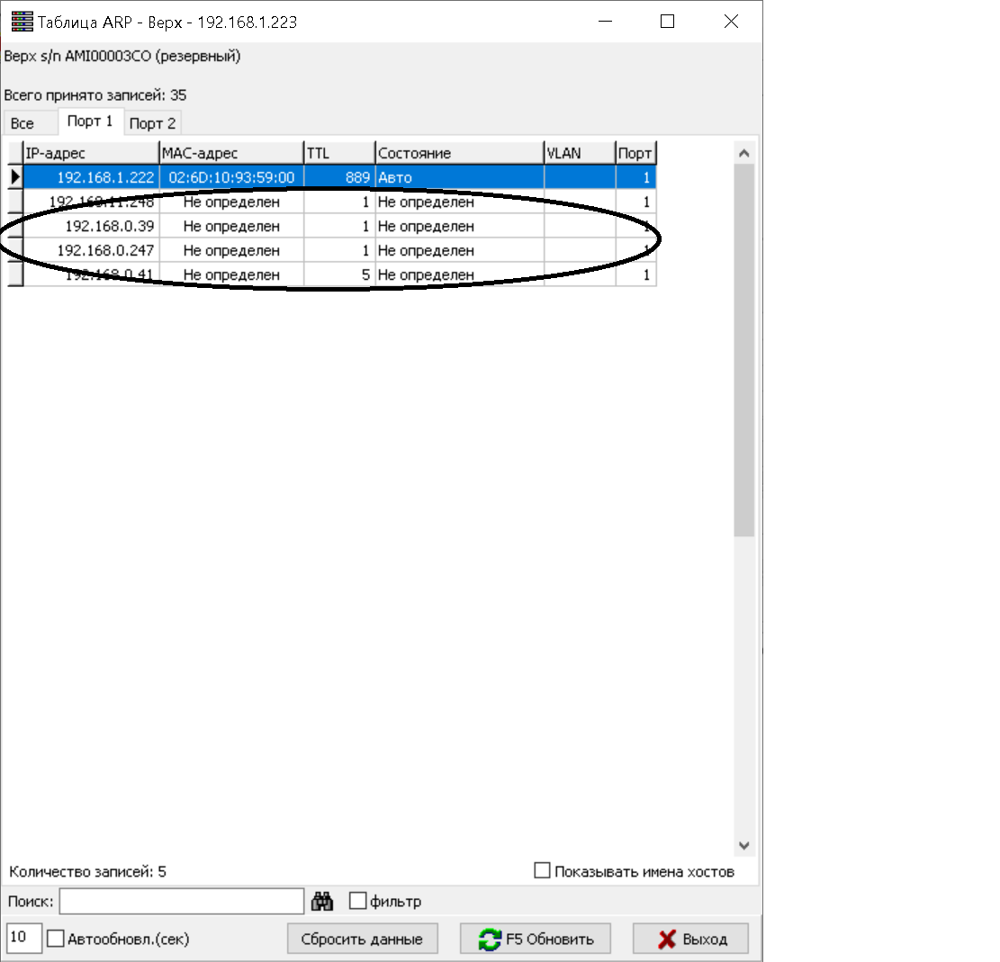 Таблица ARP - Верх - 192.168.1.223
Верх s/n AMI00003CO (резервный)
Всего принято записей: 35
Все Порт 1 Порт 2
IP-адрес MAC-адрес TTL Состояние VLAN Порт
192.168.1.222 02:6D:10:93:59:00 889 Авто 1
192.168.11.248 Не определен 1 Не определен 1
192.168.0.39 Не определен 1 Не определен 1
192.168.0.247 Не определен 1 Не определен 1
192.168.0.41 Не определен 5 Не определен 1
Количество записей: 5 Показывать имена хостов
Поиск: фильтр
10 Автообновл.(сек) Сбросить данные F5 Обновить Выход